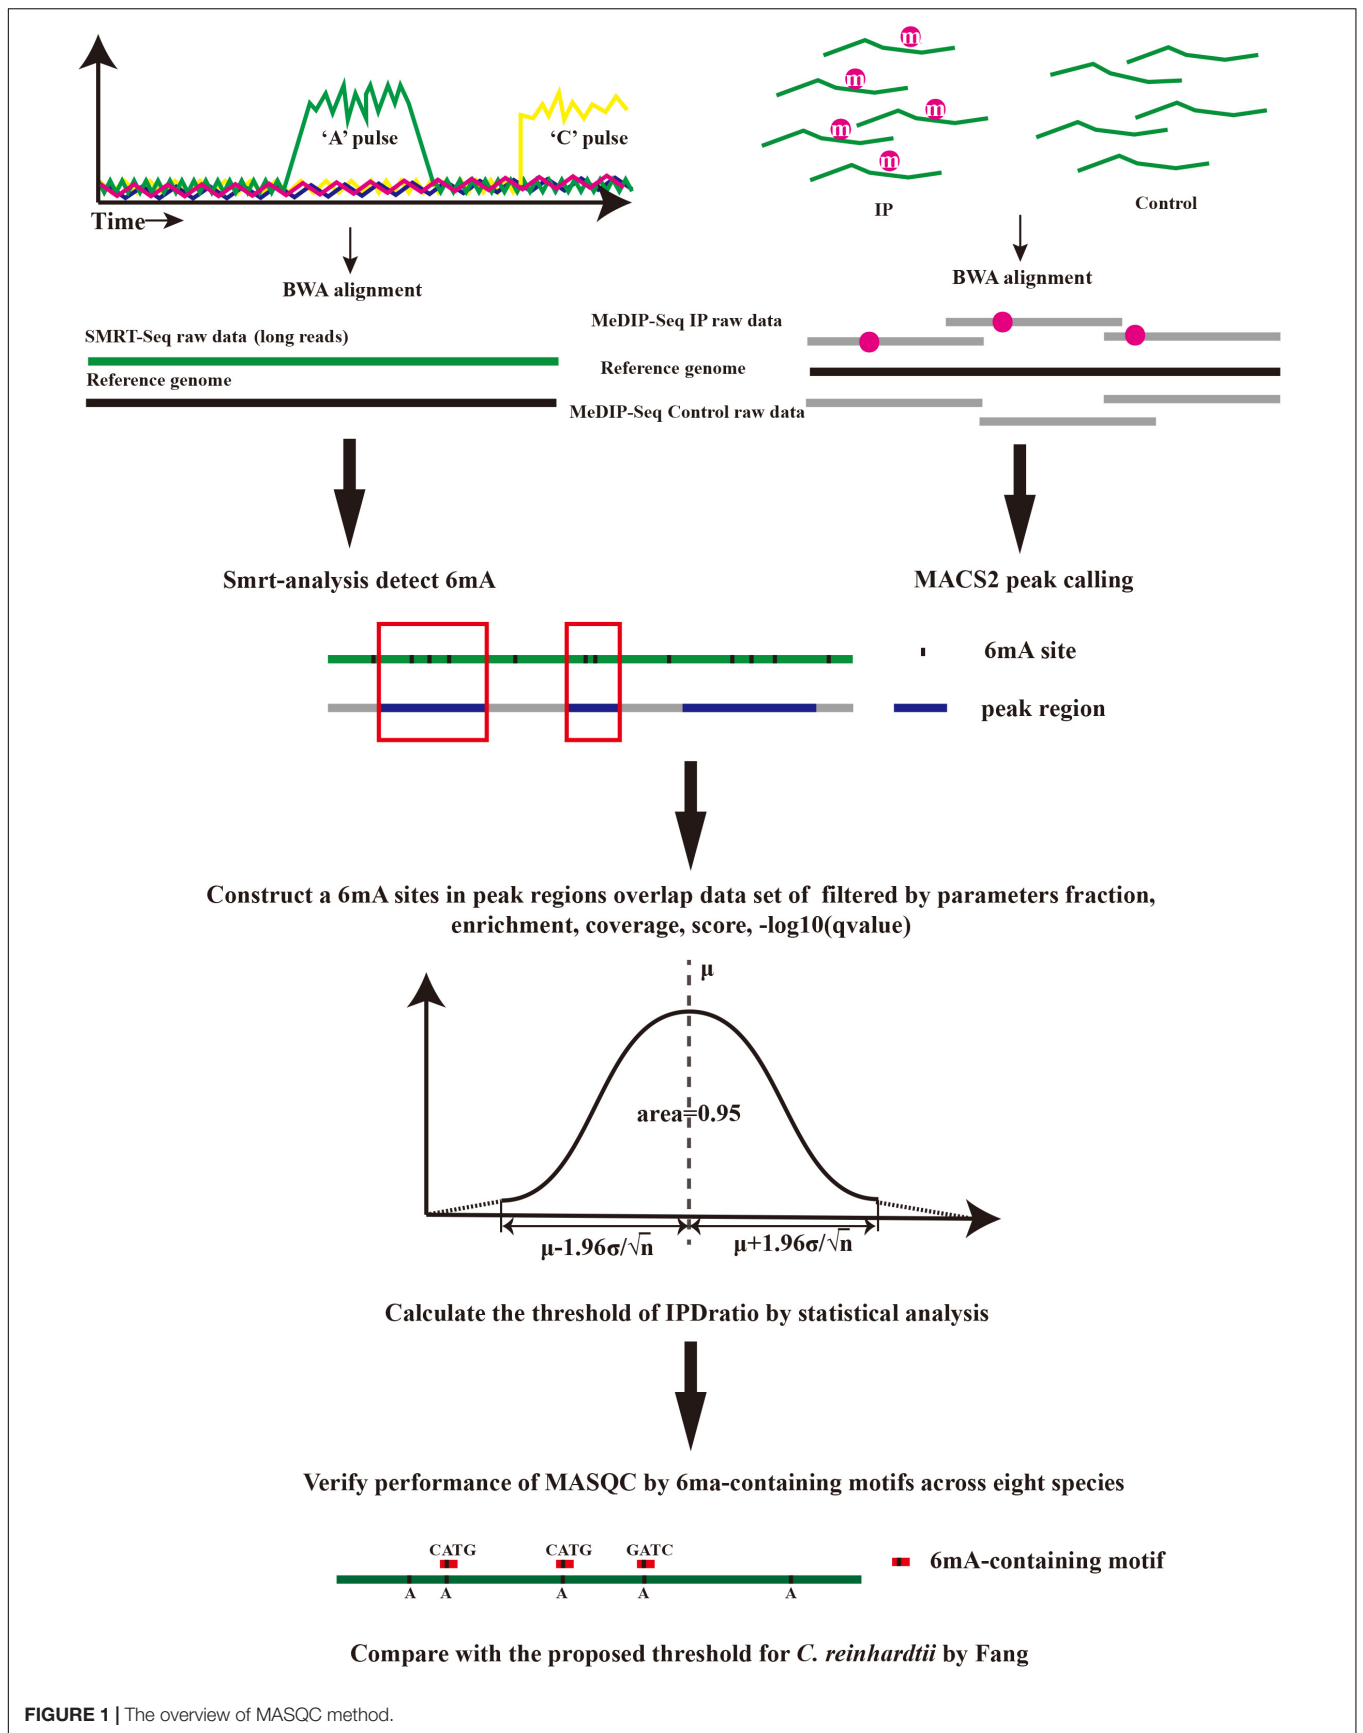 'A' pulse
'C' pulse
Time
m
m
m
m
m
IP
Control
BWA alignment
BWA alignment
SMRT-Seq raw data (long reads)
Reference genome
MeDIP-Seq IP raw data
Reference genome
MeDIP-Seq Control raw data
Smrt-analysis detect 6mA
MACS2 peak calling
6mA site
peak region
Construct a 6mA sites in peak regions overlap data set of filtered by parameters fraction,
enrichment, coverage, score, -log10(qvalue)
μ
area=0.95
μ-1.96σ/√n
μ+1.96σ/√n
Calculate the threshold of IPDratio by statistical analysis
Verify performance of MASQC by 6ma-containing motifs across eight species
CATG CATG GATC
6mA-containing motif
A A A A A
Compare with the proposed threshold for C. reinhardtii by Fang
FIGURE 1 | The overview of MASQC method.